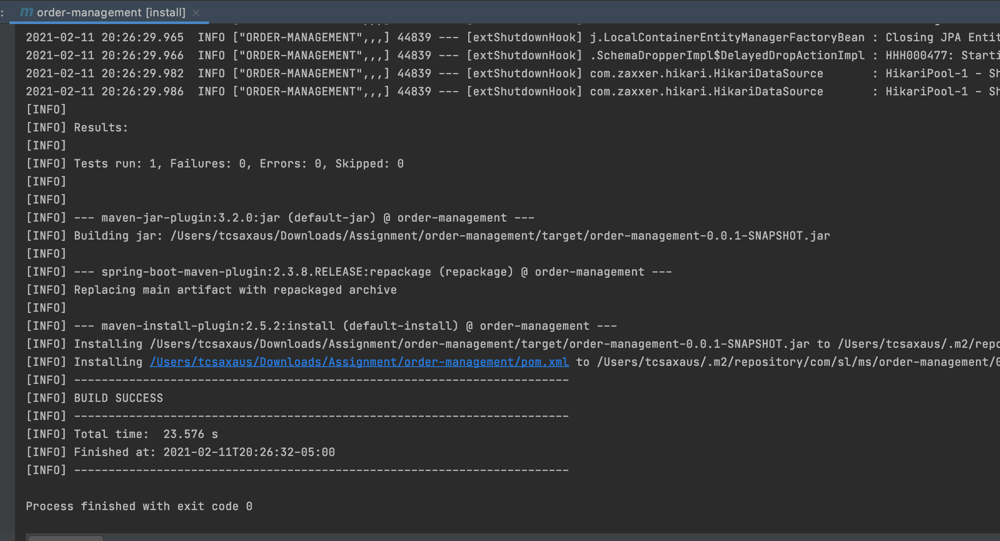 : m order-management [install] ×
2021-02-11 20:26:29.965  INFO ["ORDER-MANAGEMENT",,,] 44839 --- [extShutdownHook] j.LocalContainerEntityManagerFactoryBean : Closing JPA Entit
2021-02-11 20:26:29.966  INFO ["ORDER-MANAGEMENT",,,] 44839 --- [extShutdownHook] .SchemaDropperImpl$DelayedDropActionImpl : HHH000477: Starti
2021-02-11 20:26:29.982  INFO ["ORDER-MANAGEMENT",,,] 44839 --- [extShutdownHook] com.zaxxer.hikari.HikariDataSource       : HikariPool-1 - Sh
2021-02-11 20:26:29.986  INFO ["ORDER-MANAGEMENT",,,] 44839 --- [extShutdownHook] com.zaxxer.hikari.HikariDataSource       : HikariPool-1 - Sh
[INFO]
[INFO] Results:
[INFO]
[INFO] Tests run: 1, Failures: 0, Errors: 0, Skipped: 0
[INFO]
[INFO]
[INFO] --- maven-jar-plugin:3.2.0:jar (default-jar) @ order-management ---
[INFO] Building jar: /Users/tcsaxaus/Downloads/Assignment/order-management/target/order-management-0.0.1-SNAPSHOT.jar
[INFO]
[INFO] --- spring-boot-maven-plugin:2.3.8.RELEASE:repackage (repackage) @ order-management ---
[INFO] Replacing main artifact with repackaged archive
[INFO]
[INFO] --- maven-install-plugin:2.5.2:install (default-install) @ order-management ---
[INFO] Installing /Users/tcsaxaus/Downloads/Assignment/order-management/target/order-management-0.0.1-SNAPSHOT.jar to /Users/tcsaxaus/.m2/repo
[INFO] Installing /Users/tcsaxaus/Downloads/Assignment/order-management/pom.xml to /Users/tcsaxaus/.m2/repository/com/sl/ms/order-management/0
[INFO] ------------------------------------------------------------------------
[INFO] BUILD SUCCESS
[INFO] ------------------------------------------------------------------------
[INFO] Total time:  23.576 s
[INFO] Finished at: 2021-02-11T20:26:32-05:00
[INFO] ------------------------------------------------------------------------
Process finished with exit code 0